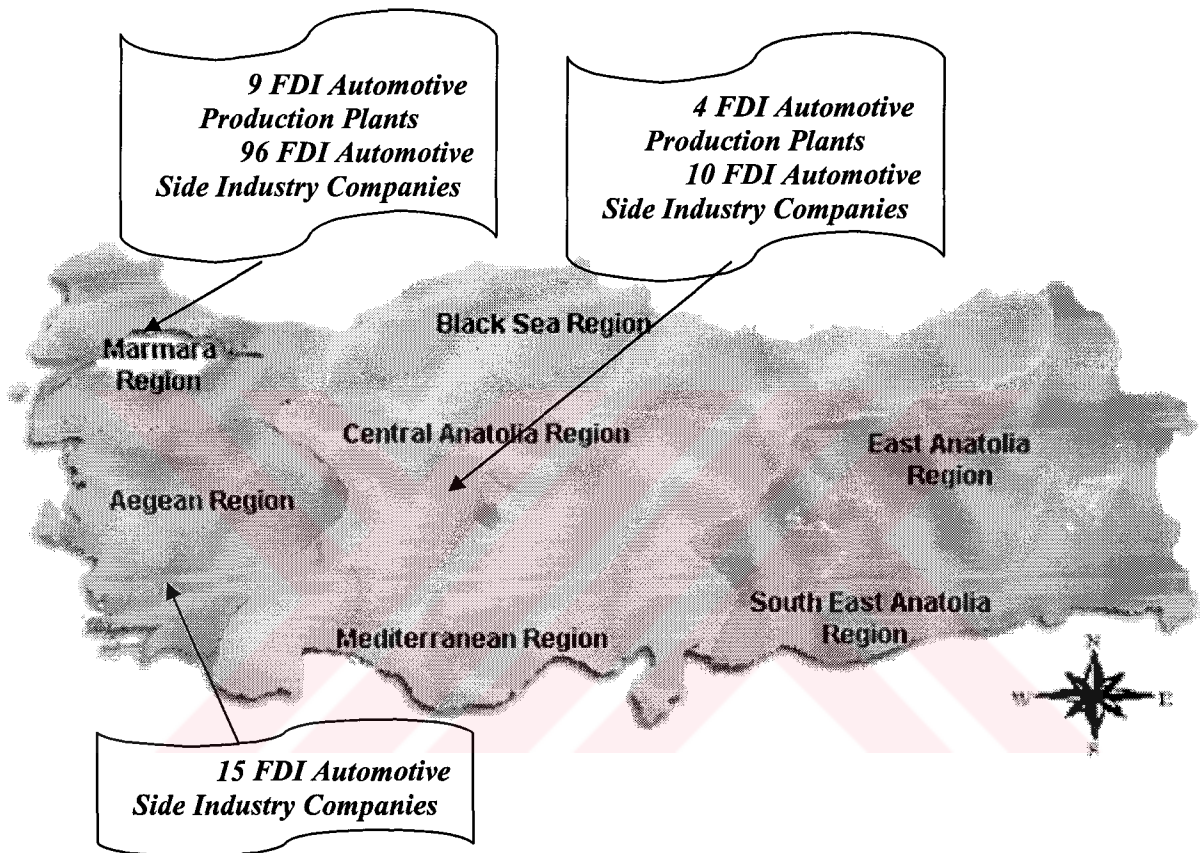 9 FDI Automotive
Production Plants
96 FDI Automotive
Side Industry Companies
4 FDI Automotive
Production Plants
10 FDI Automotive
Side Industry Companies
Black Sea Region
Marmara
Region
Central Anatolia Region
East Anatolia
Region
Aegean Region
South East Anatolia
Region
Mediterranean Region
N
W
E
S
15 FDI Automotive
Side Industry Companies